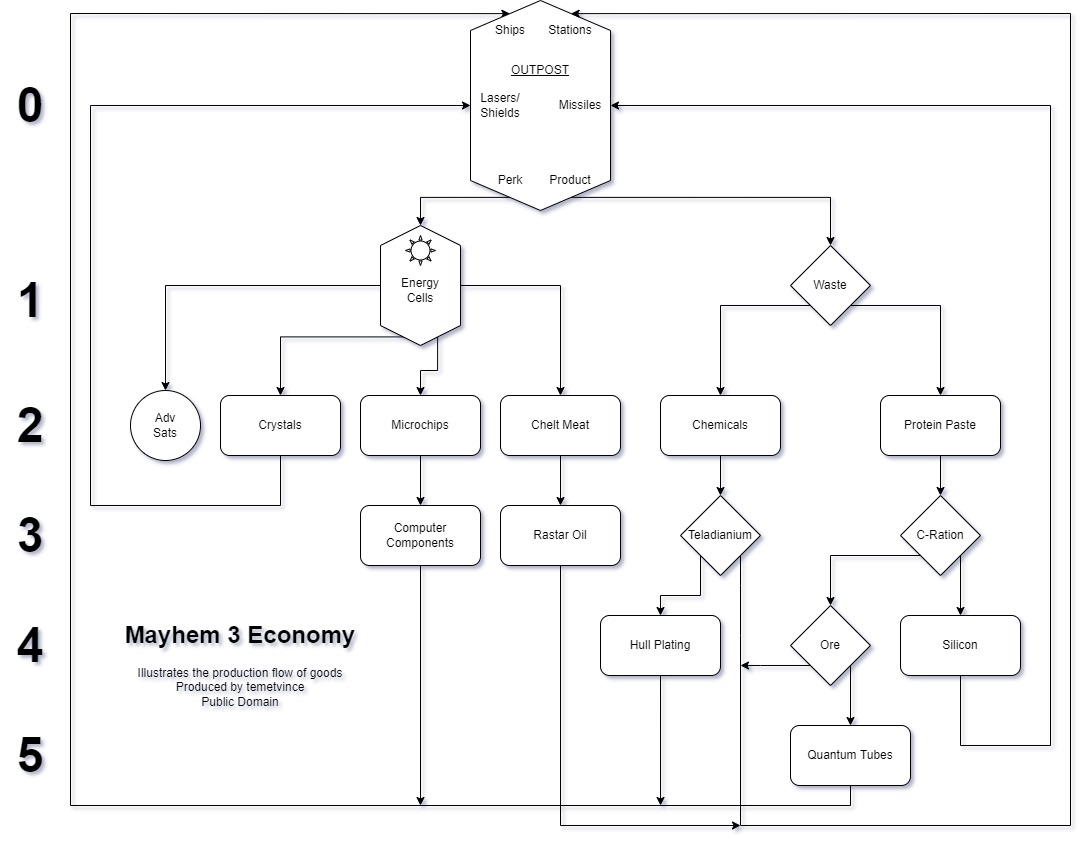 Ships Stations
OUTPOST
0
Lasers/
Shields
Missiles
Perk Product
1
Energy
Cells
Waste
2
Adv
Sats
Crystals
Microchips
Chelt Meat
Chemicals
Protein Paste
3
Computer
Components
Rastar Oil
Teladianium
C-Ration
4
Mayhem 3 Economy
Illustrates the production flow of goods
Produced by temetvince
Public Domain
Hull Plating
Ore
Silicon
5
Quantum Tubes